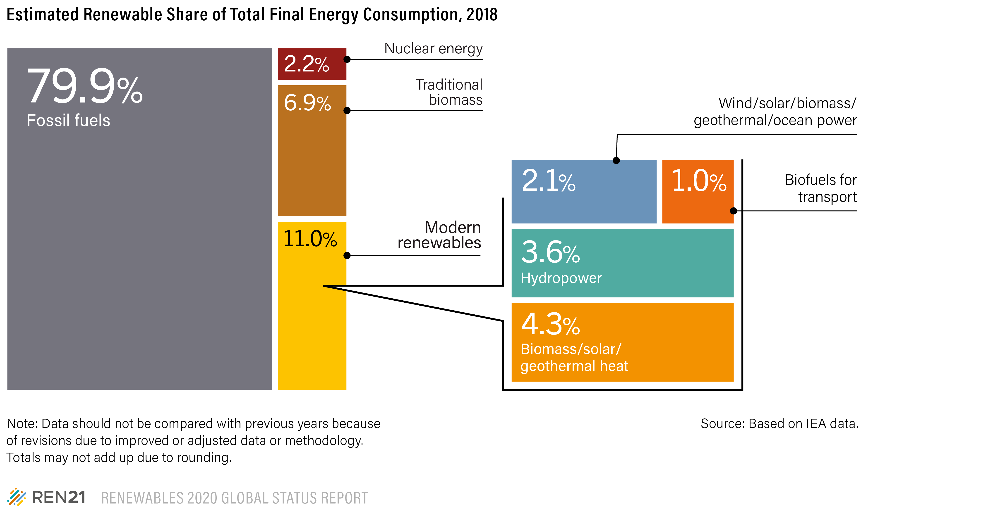 Estimated Renewable Share of Total Final Energy Consumption, 2018
79.9%
Fossil fuels
2.2%
Nuclear energy
6.9%
Traditional
biomass
11.0%
Modern
renewables
Wind/solar/biomass/
geothermal/ocean power
2.1%
1.0%
Biofuels for
transport
3.6%
Hydropower
4.3%
Biomass/solar/
geothermal heat
Note: Data should not be compared with previous years because
of revisions due to improved or adjusted data or methodology.
Totals may not add up due to rounding.
Source: Based on IEA data.
REN21 RENEWABLES 2020 GLOBAL STATUS REPORT